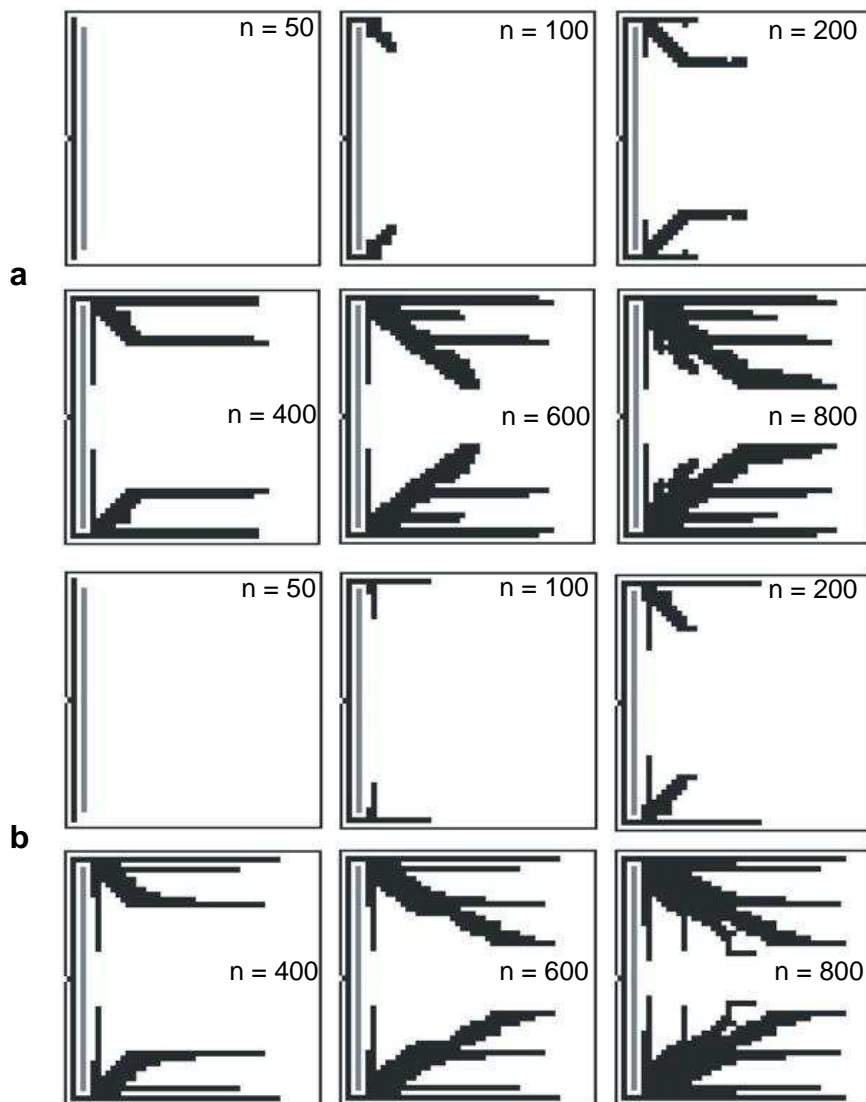 n = 50
n = 100
n = 200
a
n = 400
n = 600
n = 800
n = 50
n = 100
n = 200
b
n = 400
n = 600
n = 800